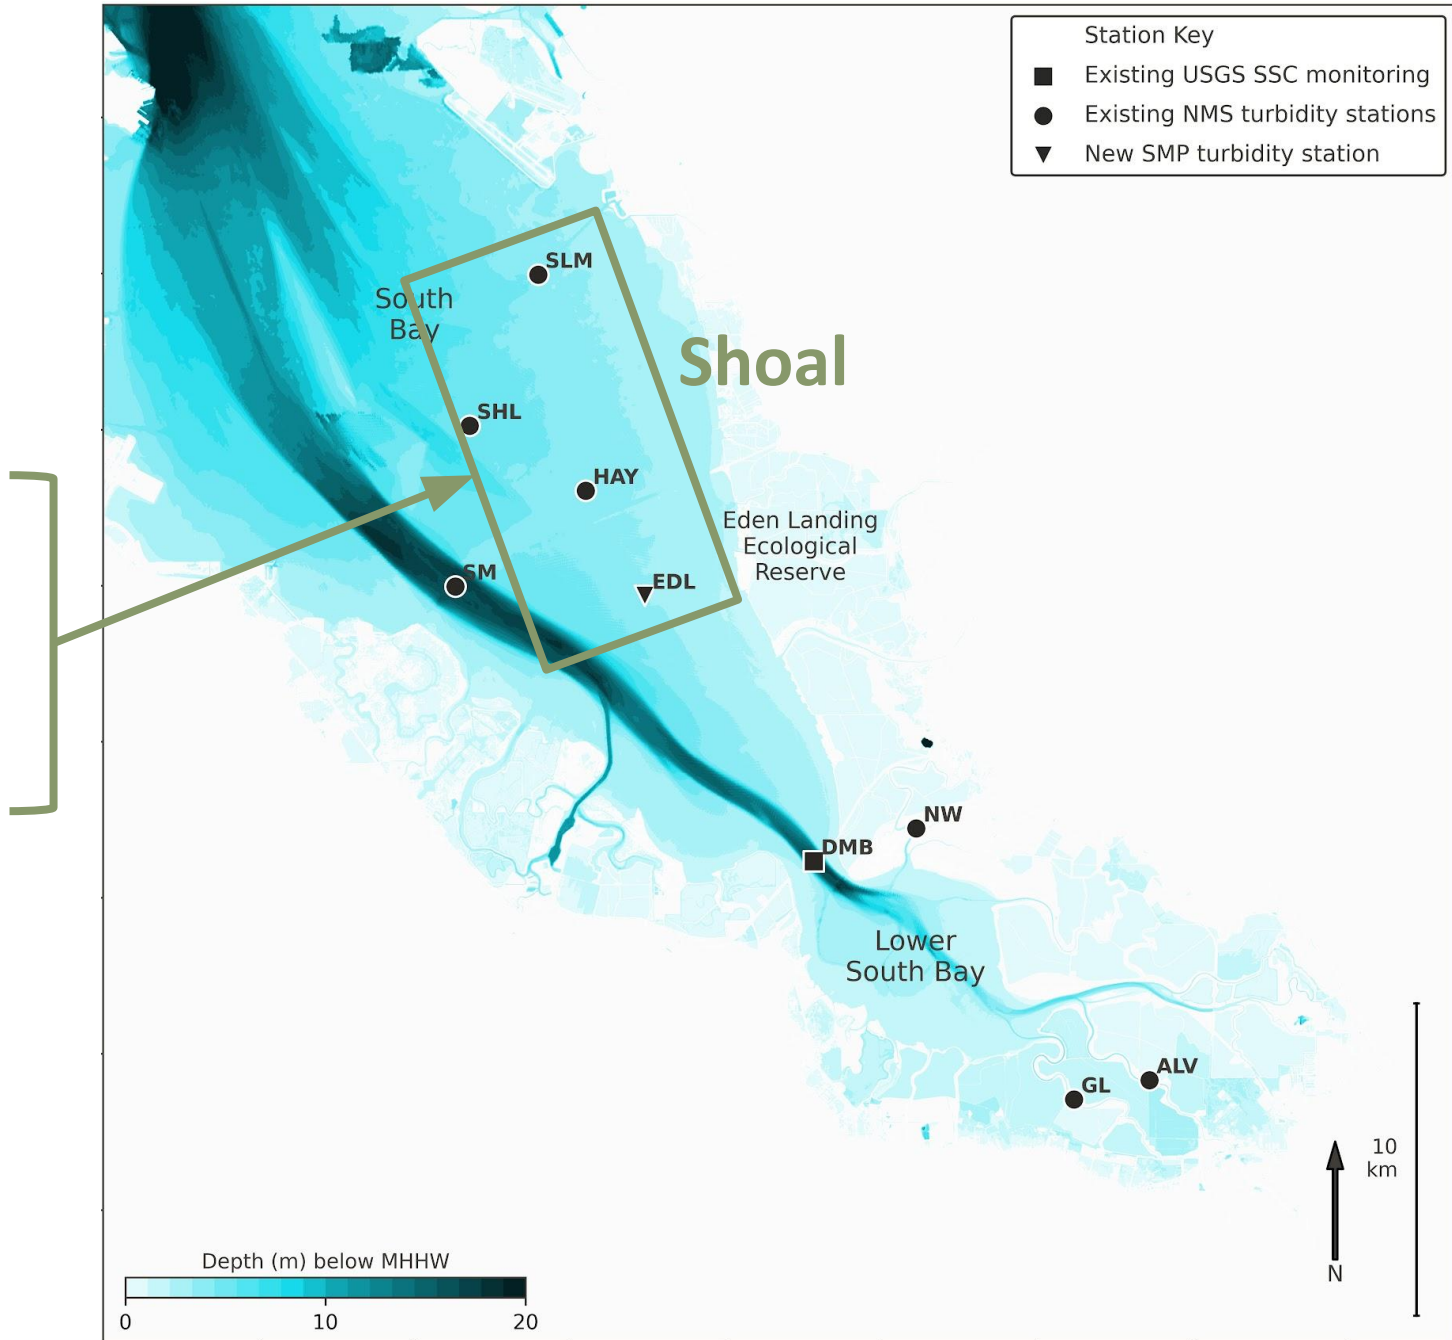 Station Key
Existing USGS SSC monitoring
Existing NMS turbidity stations
New SMP turbidity station
SLM
South
Bay
Shoal
SHL
HAY
Eden Landing
Ecological
Reserve
SM
EDL
NW
DMB
Lower
South Bay
ALV
GL
10
km
N
Depth (m) below MHHW
0
10
20